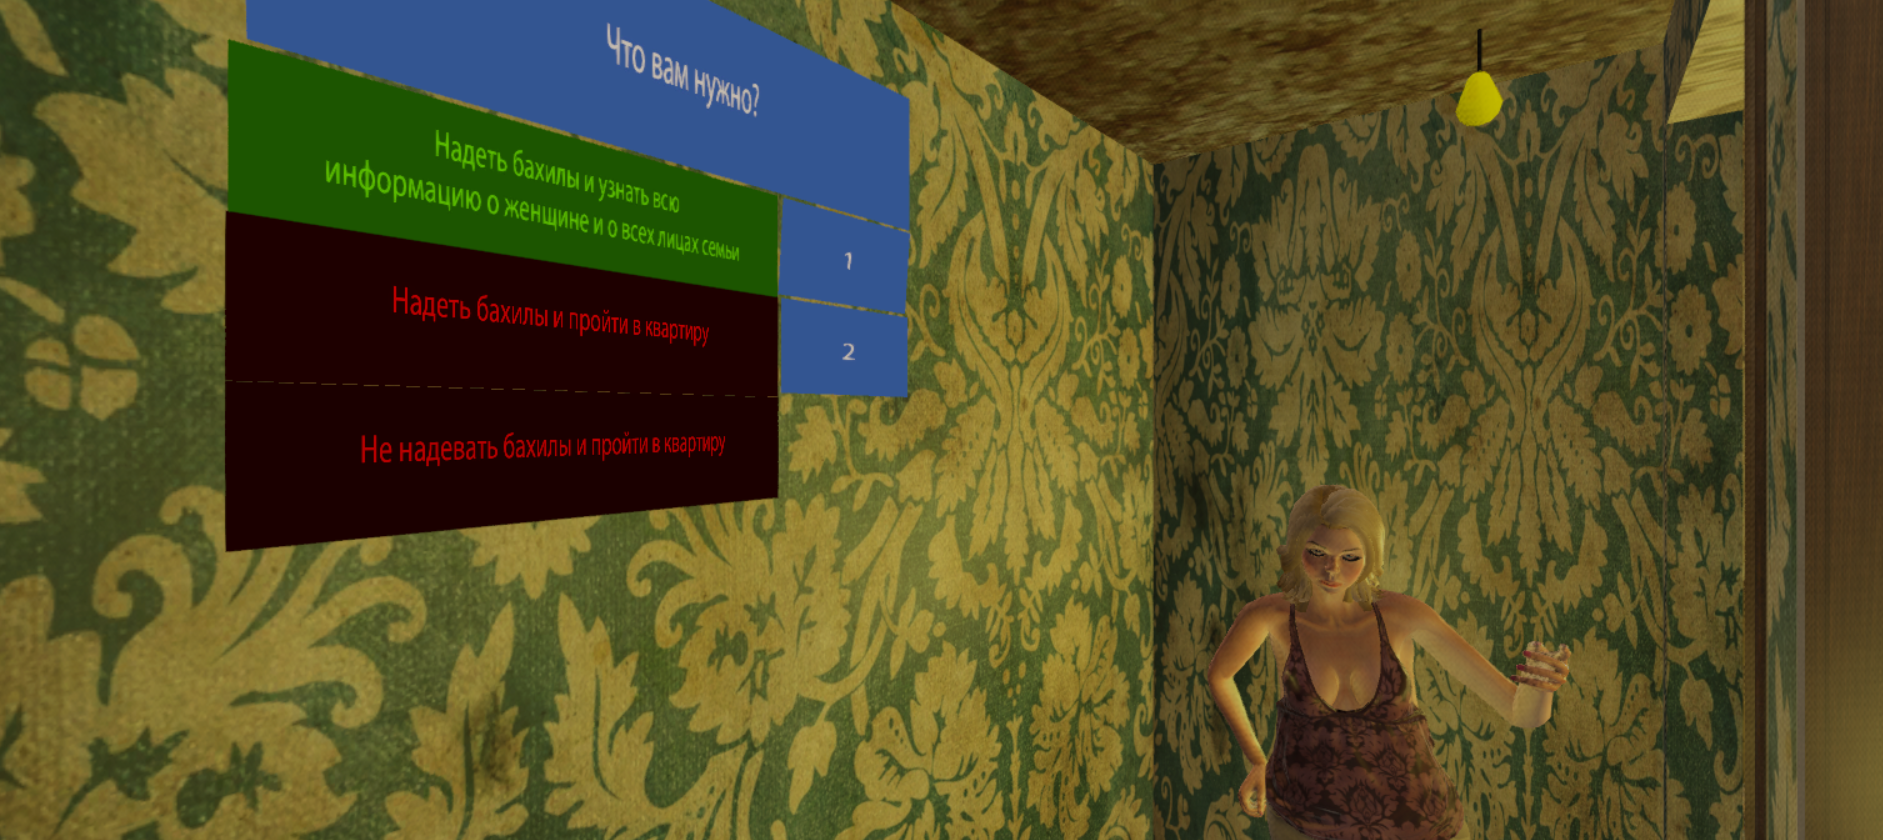 Что вам нужно?
Надеть бахилы и узнать всю
информацию о женщине и о всех лицах семьи
1
Надеть бахилы и пройти в квартиру
2
Не надевать бахилы и пройти в квартиру